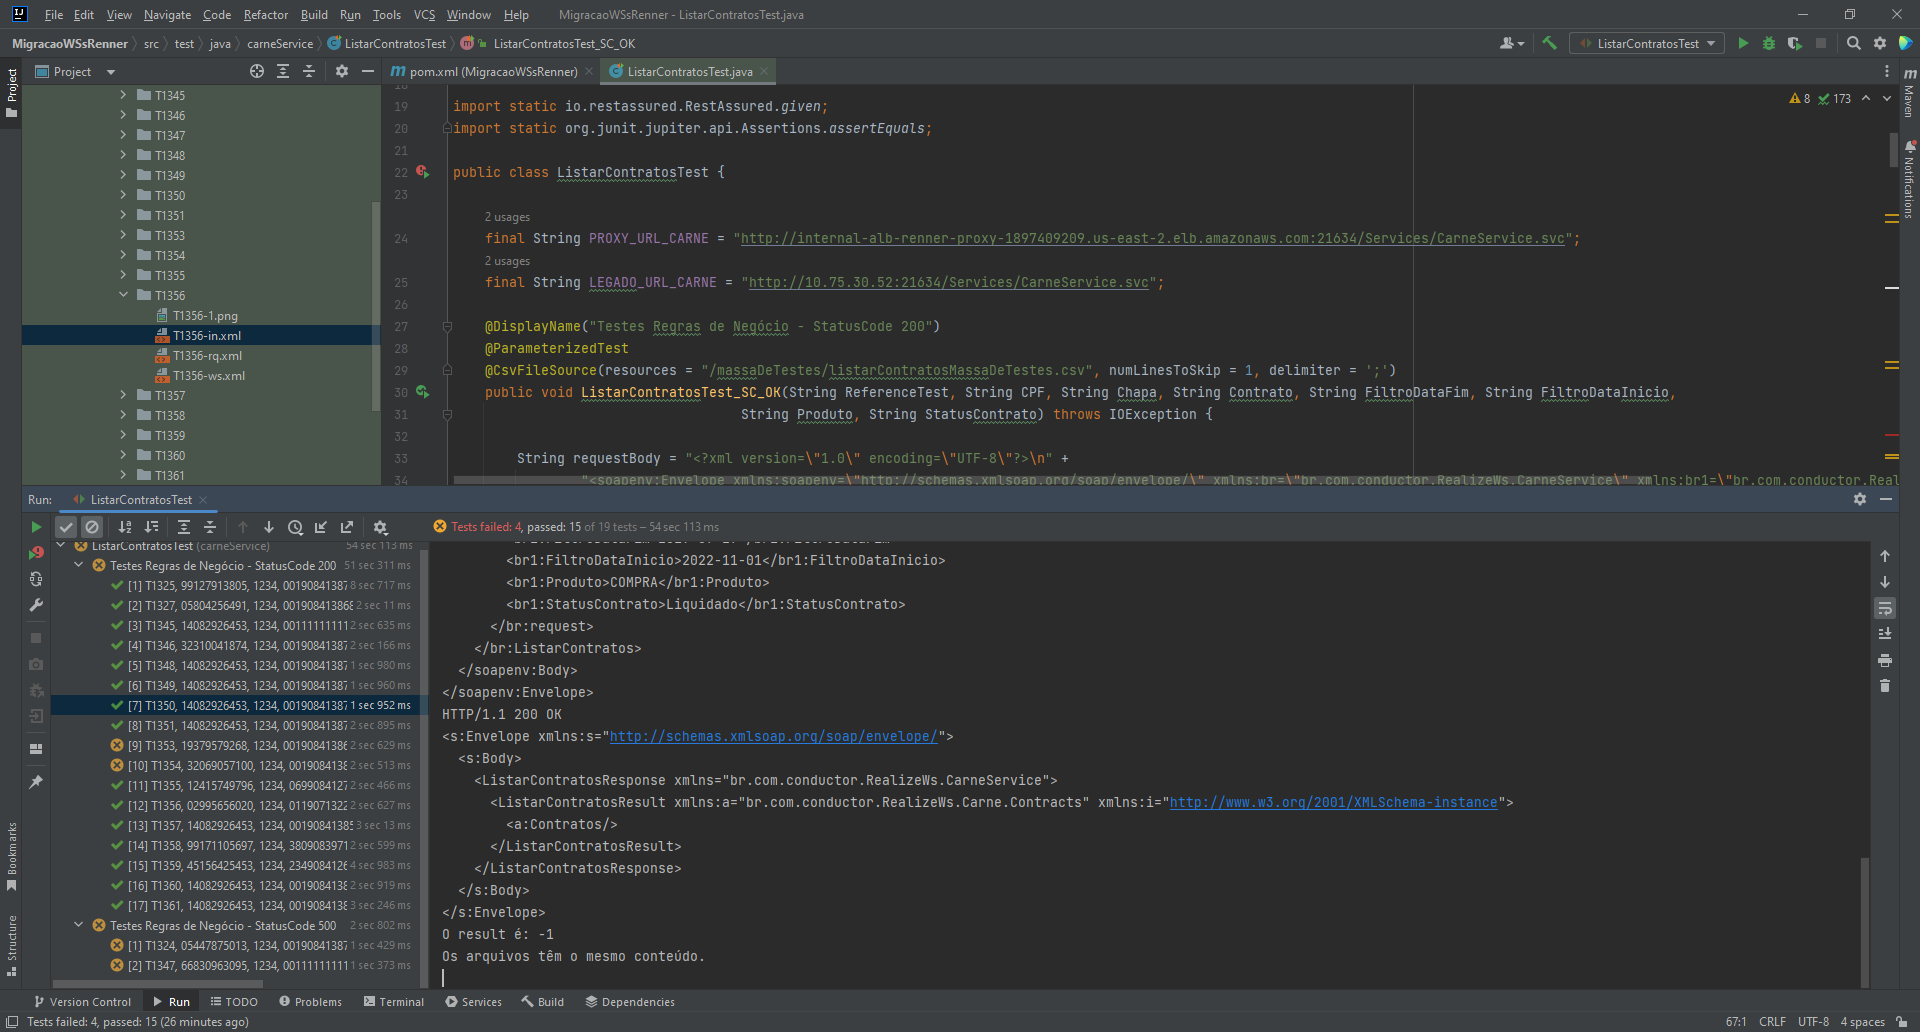 File Edit View Navigate Code Refactor Build Run Tools VCS Window Help MigracaoWSsRenner - ListarContratosTest.java
MigracaoWSsRenner src test java carneService ListarContratosTest ListarContratosTest_SC_OK ListarContratosTest
Project
pom.xml (MigracaoWSsRenner) ListarContratosTest.java
Project
T1345
T1346
T1347
T1348
T1349
T1350
T1351
T1353
T1354
T1355
T1356
T1356-1.png
T1356-in.xml
T1356-rq.xml
T1356-ws.xml
T1357
T1358
T1359
T1360
T1361
8 173
18
19 import static io.restassured.RestAssured.given;
20 import static org.junit.jupiter.api.Assertions.assertEquals;
21
22 public class ListarContratosTest {
23
2 usages
24 final String PROXY_URL_CARNE = "http://internal-alb-renner-proxy-1897409209.us-east-2.elb.amazonaws.com:21634/Services/CarneService.svc";
2 usages
25 final String LEGADO_URL_CARNE = "http://10.75.30.52:21634/Services/CarneService.svc";
26
27 @DisplayName("Testes Regras de Negócio - StatusCode 200")
28 @ParameterizedTest
29 @CsvFileSource(resources = "/massaDeTestes/listarContratosMassaDeTestes.csv", numLinesToSkip = 1, delimiter = ';')
30 public void ListarContratosTest_SC_OK(String ReferenceTest, String CPF, String Chapa, String Contrato, String FiltroDataFim, String FiltroDataInicio,
31 String Produto, String StatusContrato) throws IOException {
32
33 String requestBody = "<?xml version=\"1.0\" encoding=\"UTF-8\"?>\n" +
34 "<soapenv:Envelope xmlns:soapenv=\"http://schemas.xmlsoap.org/soap/envelope/\" xmlns:br=\"br.com.conductor.RealizeWs.CarneService\" xmlns:br1=\"br.com.conductor.Real
Maven
Notifications
Run: ListarContratosTest
Tests failed: 4, passed: 15 of 19 tests – 54 sec 113 ms
ListarContratosTest (carneService) 54 sec 113 ms
Testes Regras de Negócio - StatusCode 200 51 sec 311 ms
[1] T1325, 99127913805, 1234, 00190841387 8 sec 717 ms
[2] T1327, 05804256491, 1234, 0019084138682 sec 11 ms
[3] T1345, 14082926453, 1234, 00111111111 2 sec 635 ms
[4] T1346, 32310041874, 1234, 00190841387 2 sec 166 ms
[5] T1348, 14082926453, 1234, 00190841387 1 sec 980 ms
[6] T1349, 14082926453, 1234, 00190841387 1 sec 960 ms
[7] T1350, 14082926453, 1234, 00190841387 1 sec 952 ms
[8] T1351, 14082926453, 1234, 00190841387 2 sec 895 ms
[9] T1353, 19379579268, 1234, 00190841386 2 sec 629 ms
[10] T1354, 32069057100, 1234, 0019084138 2 sec 513 ms
[11] T1355, 12415749796, 1234, 0699084127 2 sec 466 ms
[12] T1356, 02995656020, 1234, 0119071322 2 sec 627 ms
[13] T1357, 14082926453, 1234, 00190841385 3 sec 13 ms
[14] T1358, 99171105697, 1234, 3809083971 2 sec 599 ms
[15] T1359, 45156425453, 1234, 2349084126 4 sec 983 ms
[16] T1360, 14082926453, 1234, 0019084138 2 sec 919 ms
[17] T1361, 14082926453, 1234, 0019084138 3 sec 246 ms
Testes Regras de Negócio - StatusCode 500 2 sec 802 ms
[1] T1324, 05447875013, 1234, 00190841387 1 sec 429 ms
[2] T1347, 66830963095, 1234, 00111111111 1 sec 373 ms
<br1:FiltroDataInicio>2022-11-01</br1:FiltroDataInicio>
<br1:Produto>COMPRA</br1:Produto>
<br1:StatusContrato>Liquidado</br1:StatusContrato>
</br:request>
</br:ListarContratos>
</soapenv:Body>
</soapenv:Envelope>
HTTP/1.1 200 OK
<s:Envelope xmlns:s="http://schemas.xmlsoap.org/soap/envelope/">
<s:Body>
<ListarContratosResponse xmlns="br.com.conductor.RealizeWs.CarneService">
<ListarContratosResult xmlns:a="br.com.conductor.RealizeWs.Carne.Contracts" xmlns:i="http://www.w3.org/2001/XMLSchema-instance">
<a:Contratos/>
</ListarContratosResult>
</ListarContratosResponse>
</s:Body>
</s:Envelope>
O result é: -1
Os arquivos têm o mesmo conteúdo.
Bookmarks
Structure
Version Control Run TODO Problems Terminal Services Build Dependencies
Tests failed: 4, passed: 15 (26 minutes ago) 67:1 CRLF UTF-8 4 spaces